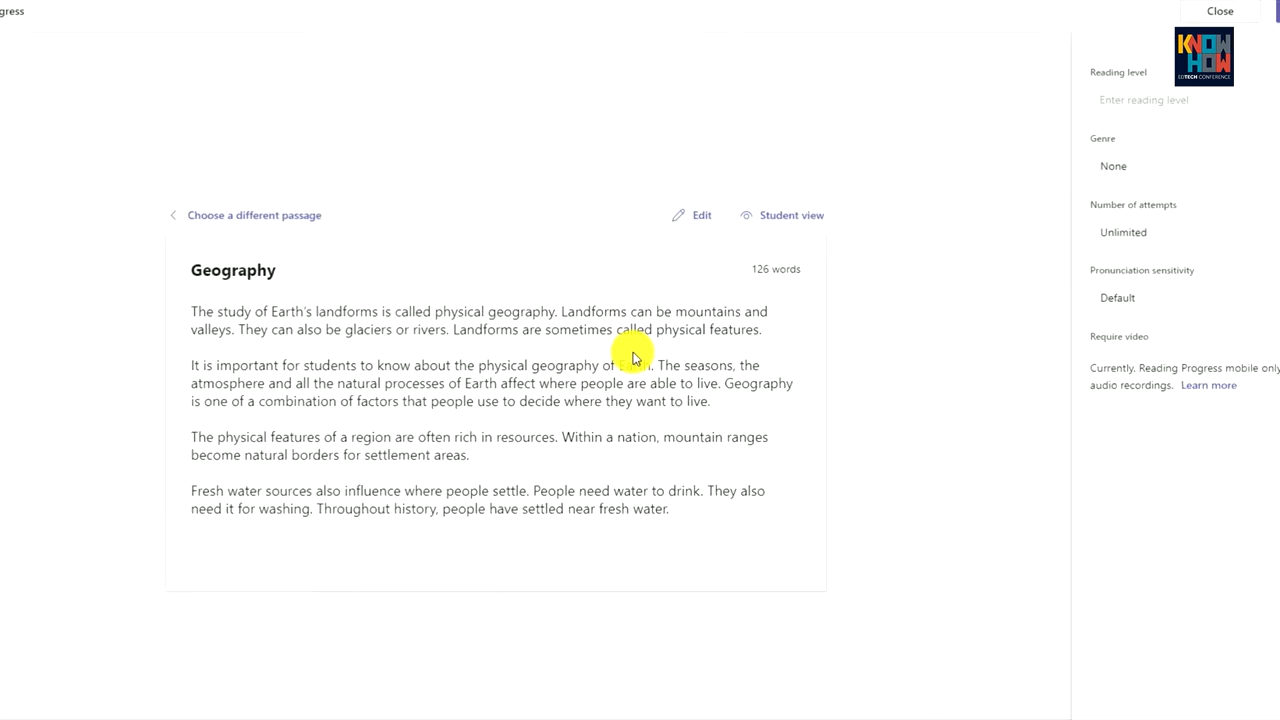 gress
Close
KNOW
HOW
EDTECH CONFERENCE
Reading level
Enter reading level
Genre
None
Number of attempts
Unlimited
Pronunciation sensitivity
Default
Require video
Currently. Reading Progress mobile only
audio recordings. Learn more
Choose a different passage
Edit
Student view
Geography
126 words
The study of Earth's landforms is called physical geography. Landforms can be mountains and
valleys. They can also be glaciers or rivers. Landforms are sometimes called physical features.
It is important for students to know about the physical geography of Earth. The seasons, the
atmosphere and all the natural processes of Earth affect where people are able to live. Geography
is one of a combination of factors that people use to decide where they want to live.
The physical features of a region are often rich in resources. Within a nation, mountain ranges
become natural borders for settlement areas.
Fresh water sources also influence where people settle. People need water to drink. They also
need it for washing. Throughout history, people have settled near fresh water.